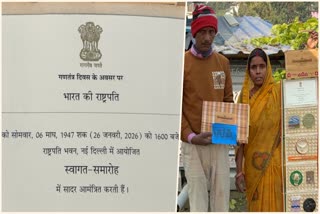 गणतंत्र दिवस के अवसर पर
भारत की राष्ट्रपति
को सोमवार, 06 माघ, 1947 शक (26 जनवरी, 2026) को 1600 बजे
राष्ट्रपति भवन, नई दिल्ली में आयोजित
स्वागत-समारोह
में सादर आमंत्रित करती हैं।